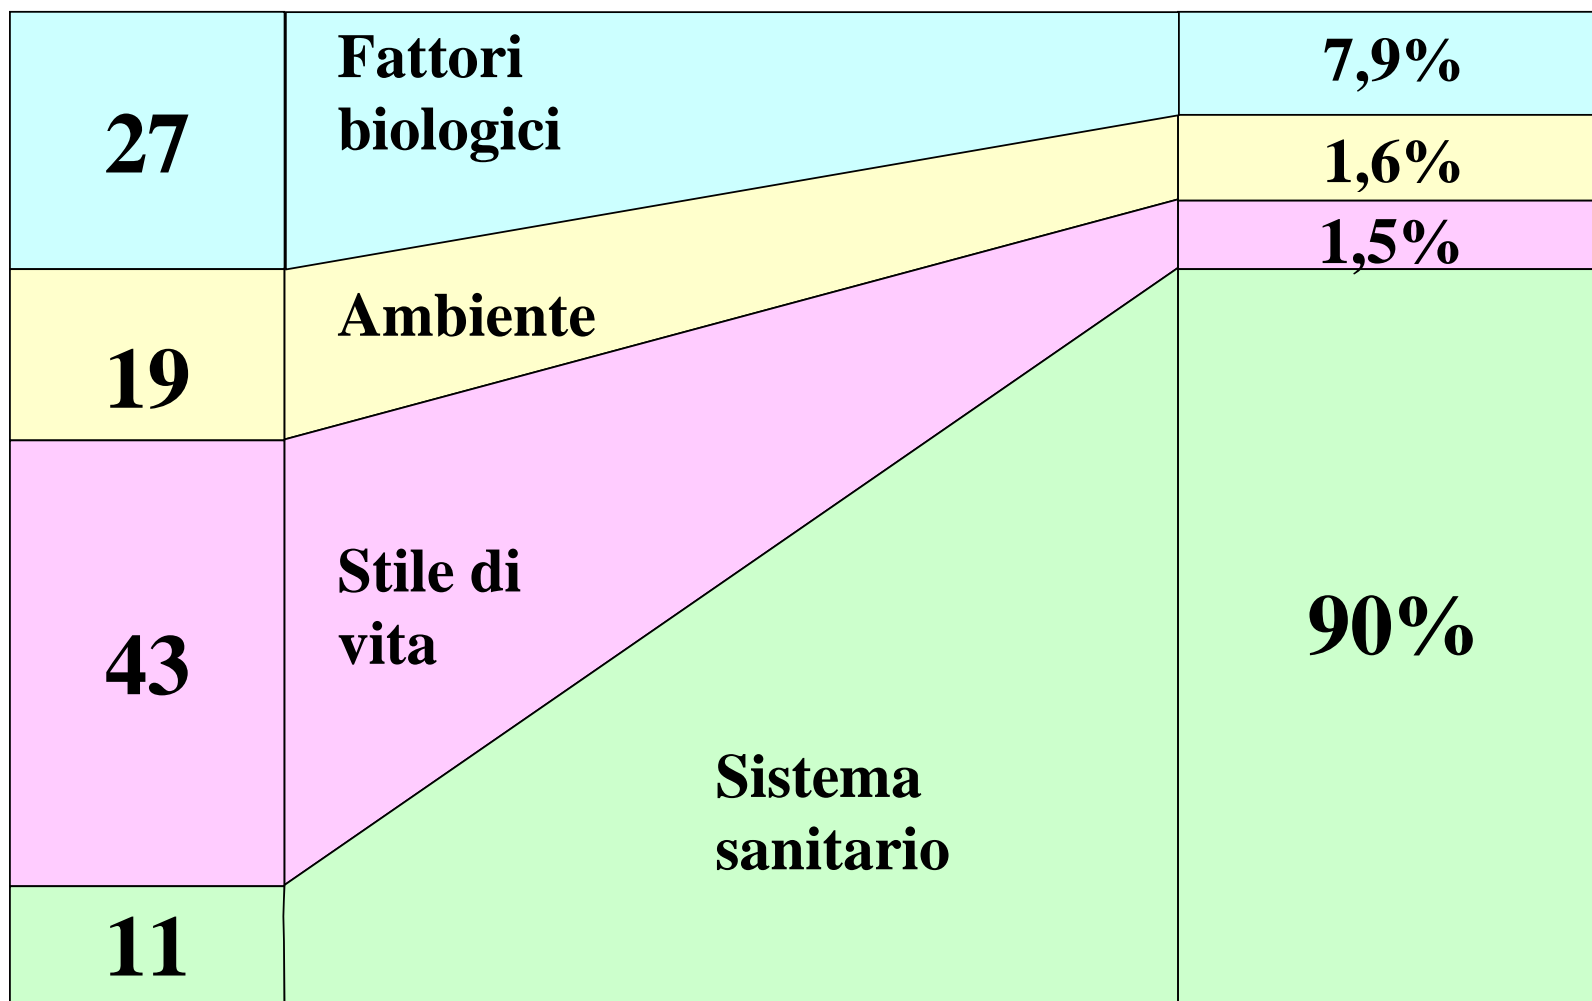 27
Fattori
biologici
7,9%
1,6%
1,5%
19
Ambiente
43
Stile di
vita
90%
11
Sistema
sanitario